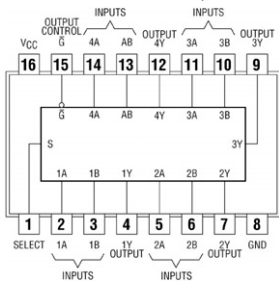 INPUTS INPUTS
OUTPUT
CONTROL OUTPUT OUTPUT
VCC G̅ 4A AB 4Y 3A 3B 3Y
16 15 14 13 12 11 10 9
G̅ 4A AB 4Y 3A 3B
S 3Y
1A 1B 1Y 2A 2B 2Y
1 2 3 4 5 6 7 8
SELECT 1A 1B 1Y 2A 2B 2Y GND
OUTPUT OUTPUT
INPUTS INPUTS